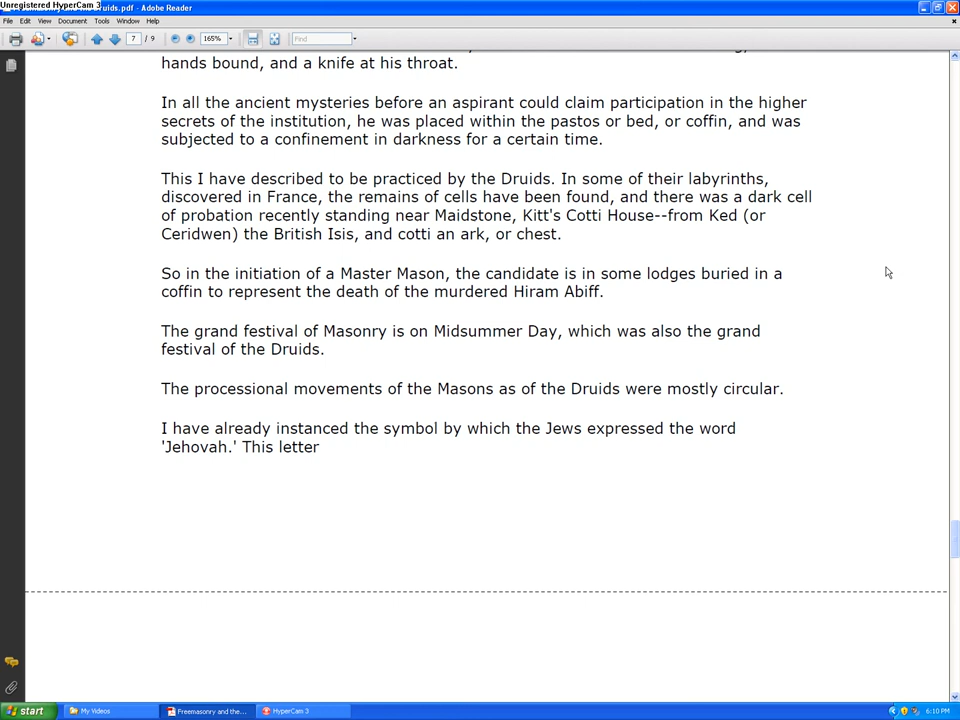 Unregistered HyperCam 3
uids.pdf - Adobe Reader
File Edit View Document Tools Window Help
7 / 9 165% Find
hands bound, and a knife at his throat.
In all the ancient mysteries before an aspirant could claim participation in the higher
secrets of the institution, he was placed within the pastos or bed, or coffin, and was
subjected to a confinement in darkness for a certain time.
This I have described to be practiced by the Druids. In some of their labyrinths,
discovered in France, the remains of cells have been found, and there was a dark cell
of probation recently standing near Maidstone, Kitt's Cotti House--from Ked (or
Ceridwen) the British Isis, and cotti an ark, or chest.
So in the initiation of a Master Mason, the candidate is in some lodges buried in a
coffin to represent the death of the murdered Hiram Abiff.
The grand festival of Masonry is on Midsummer Day, which was also the grand
festival of the Druids.
The processional movements of the Masons as of the Druids were mostly circular.
I have already instanced the symbol by which the Jews expressed the word
'Jehovah.' This letter
start My Videos Freemasonry and the... HyperCam 3 6:10 PM